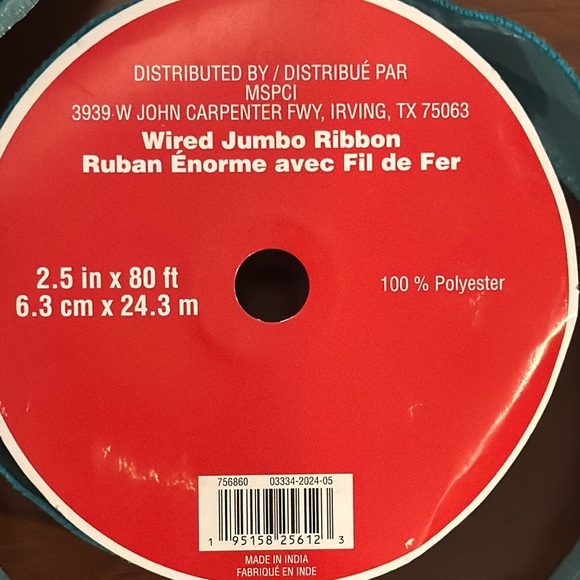 DISTRIBUTED BY / DISTRIBUÉ PAR
MSPCI
3939 W JOHN CARPENTER FWY, IRVING, TX 75063
Wired Jumbo Ribbon
Ruban Énorme avec Fil de Fer
2.5 in x 80 ft
6.3 cm x 24.3 m
100 % Polyester
756860 03334-2024-05
1 95158 25612 3
MADE IN INDIA
FABRIQUÉ EN INDE